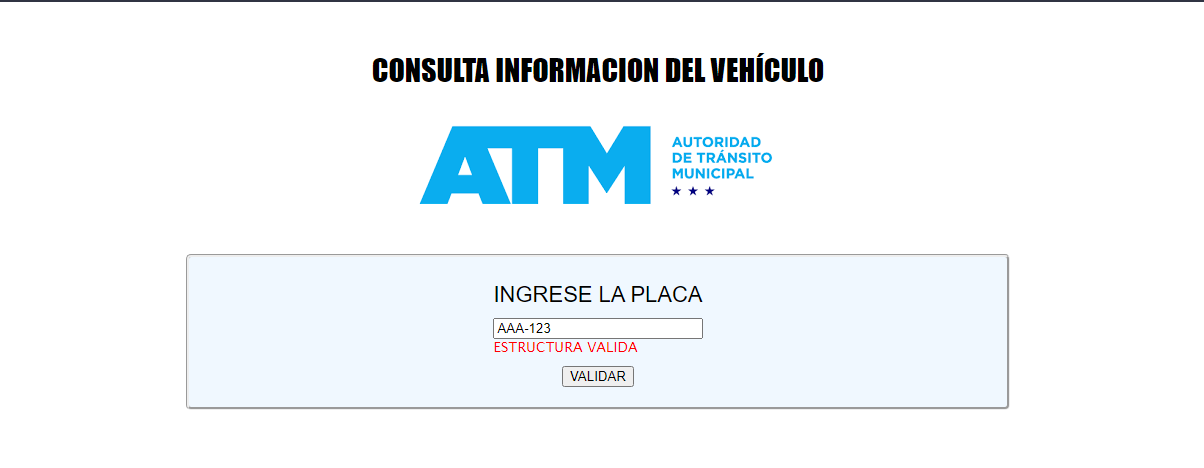 CONSULTA INFORMACION DEL VEHÍCULO
ATM
AUTORIDAD
DE TRÁNSITO
MUNICIPAL
INGRESE LA PLACA
AAA-123
ESTRUCTURA VALIDA
VALIDAR